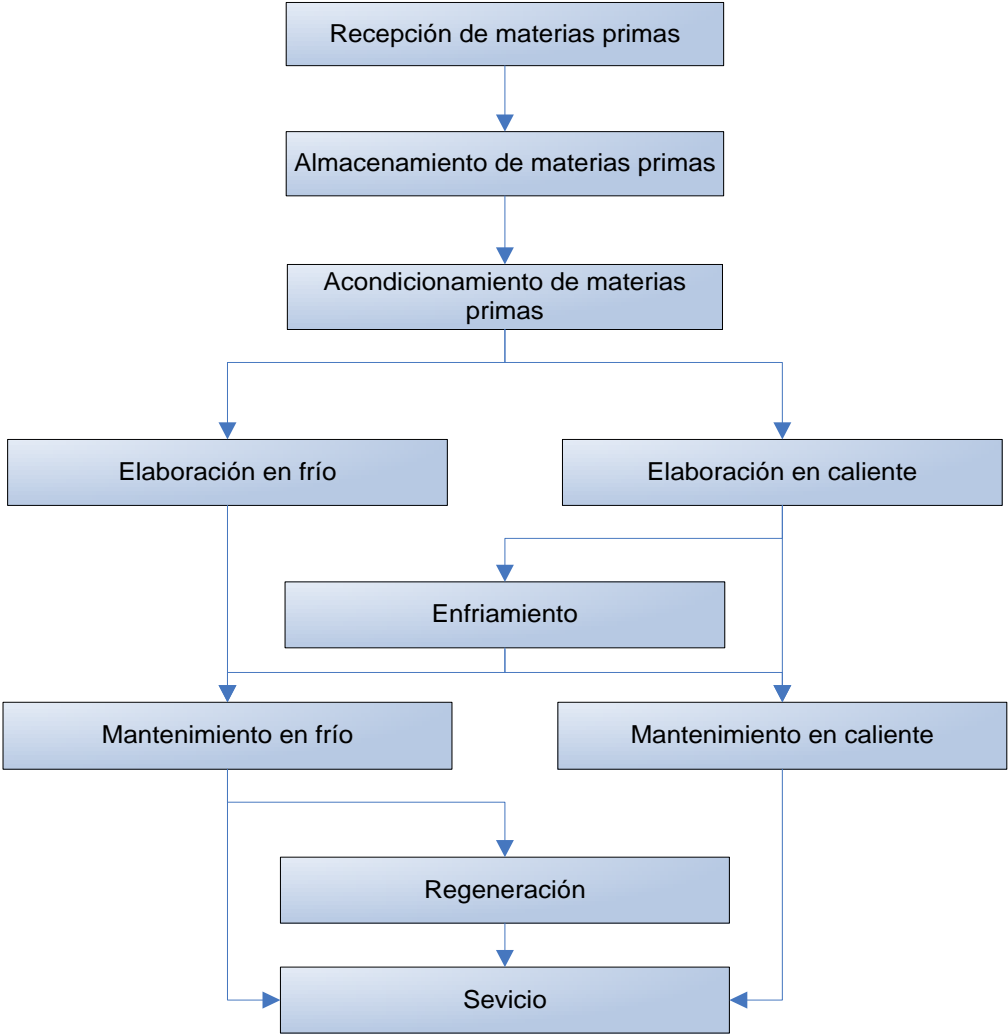 Recepción de materias primas
Almacenamiento de materias primas
Acondicionamiento de materias
primas
Elaboración en frío
Elaboración en caliente
Enfriamiento
Mantenimiento en frío
Mantenimiento en caliente
Regeneración
Sevicio